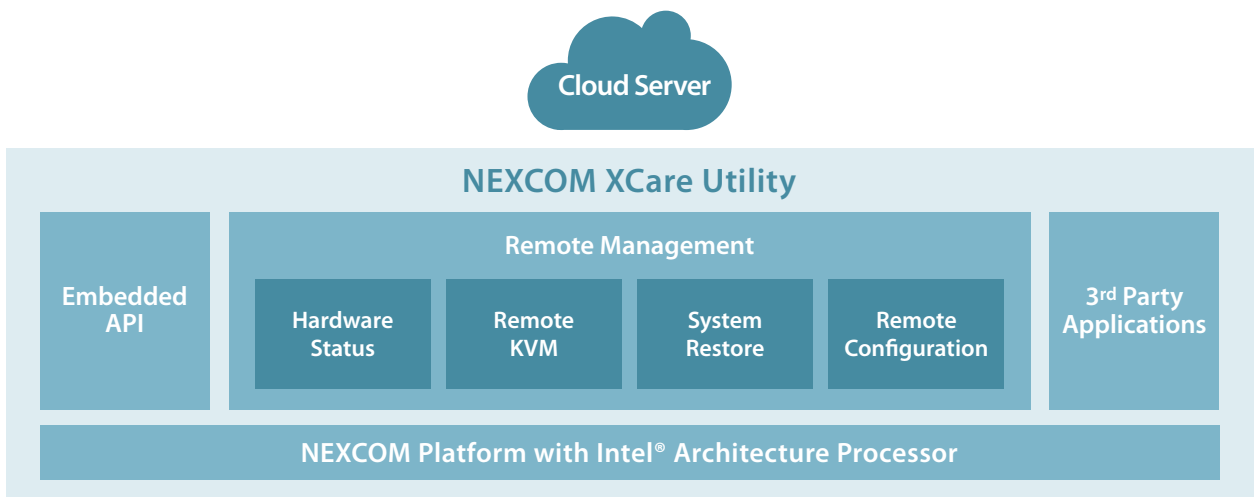 Cloud Server
NEXCOM XCare Utility
Embedded
API
Remote Management
Hardware
Status
Remote
KVM
System
Restore
Remote
Configuration
3rd Party
Applications
NEXCOM Platform with Intel® Architecture Processor